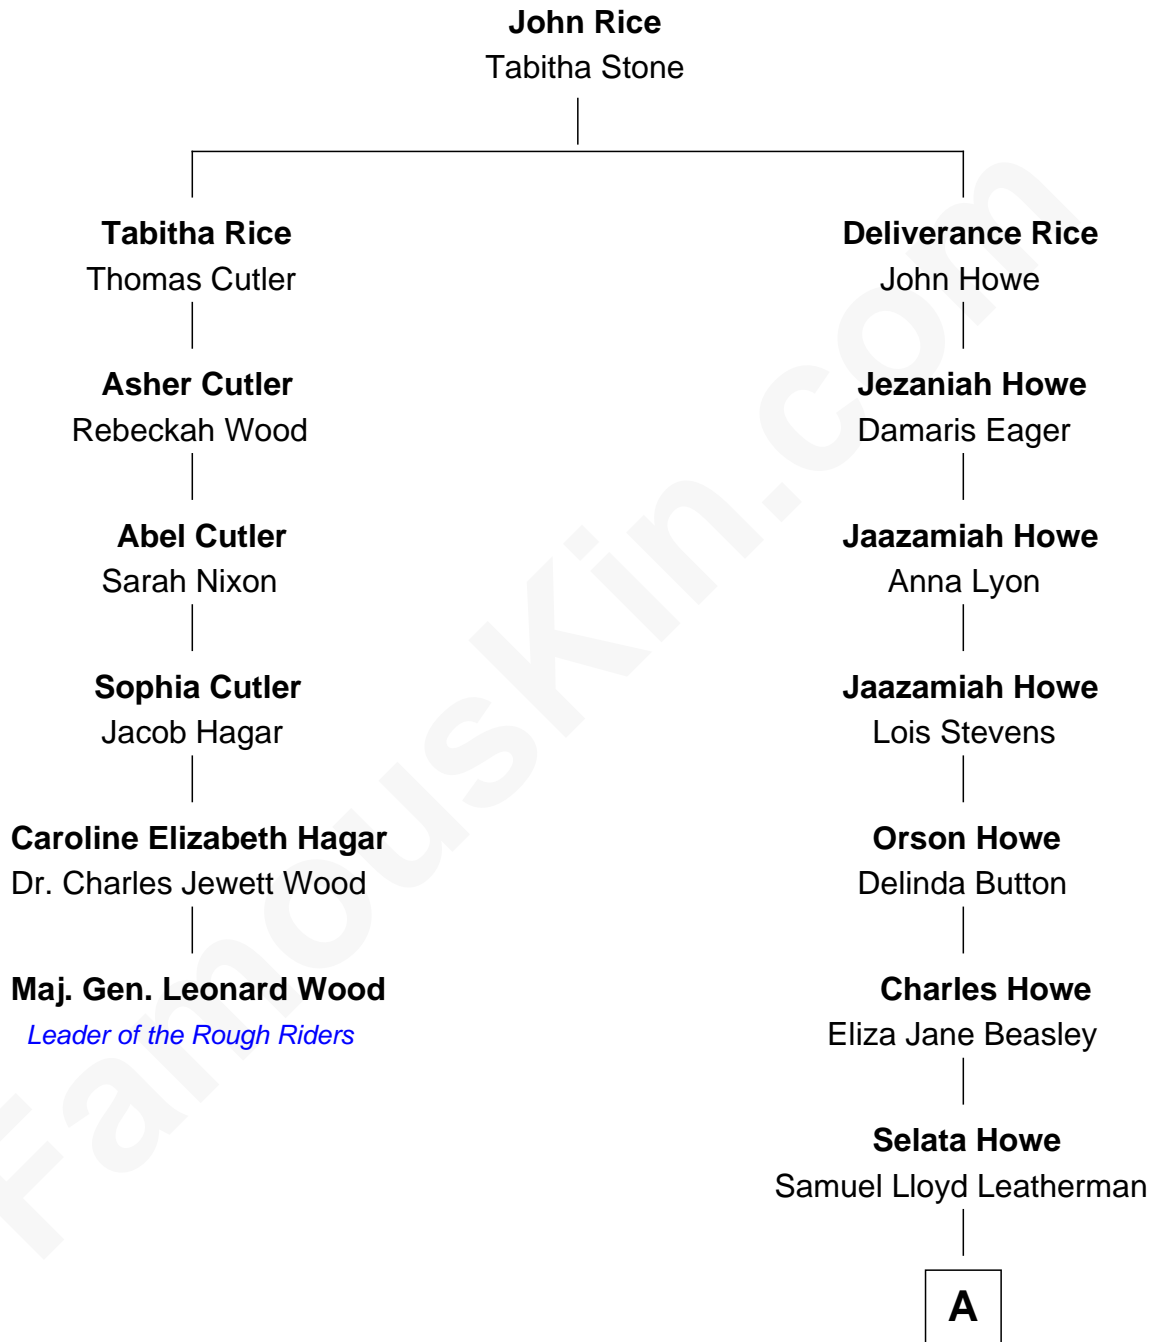 John Rice
Tabitha Stone
Tabitha Rice
Thomas Cutler
Deliverance Rice
John Howe
Asher Cutler
Rebeckah Wood
Jezaniah Howe
Damaris Eager
Abel Cutler
Sarah Nixon
Jaazamiah Howe
Anna Lyon
Sophia Cutler
Jacob Hagar
Jaazamiah Howe
Lois Stevens
Caroline Elizabeth Hagar
Dr. Charles Jewett Wood
Orson Howe
Delinda Button
Maj. Gen. Leonard Wood
Leader of the Rough Riders
Charles Howe
Eliza Jane Beasley
Selata Howe
Samuel Lloyd Leatherman
A
FamousKin.com